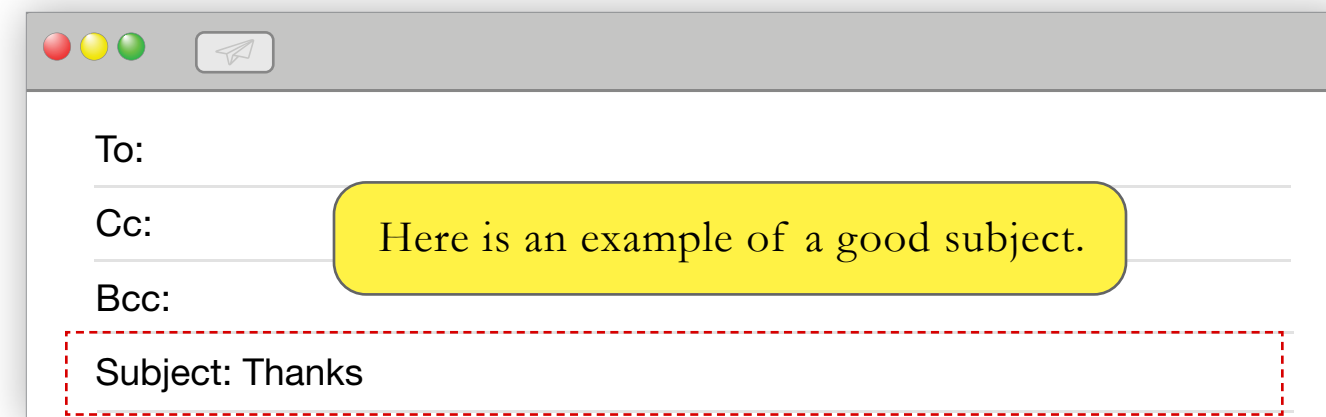 To:
Cc:
Here is an example of a good subject.
Bcc:
Subject: Thanks